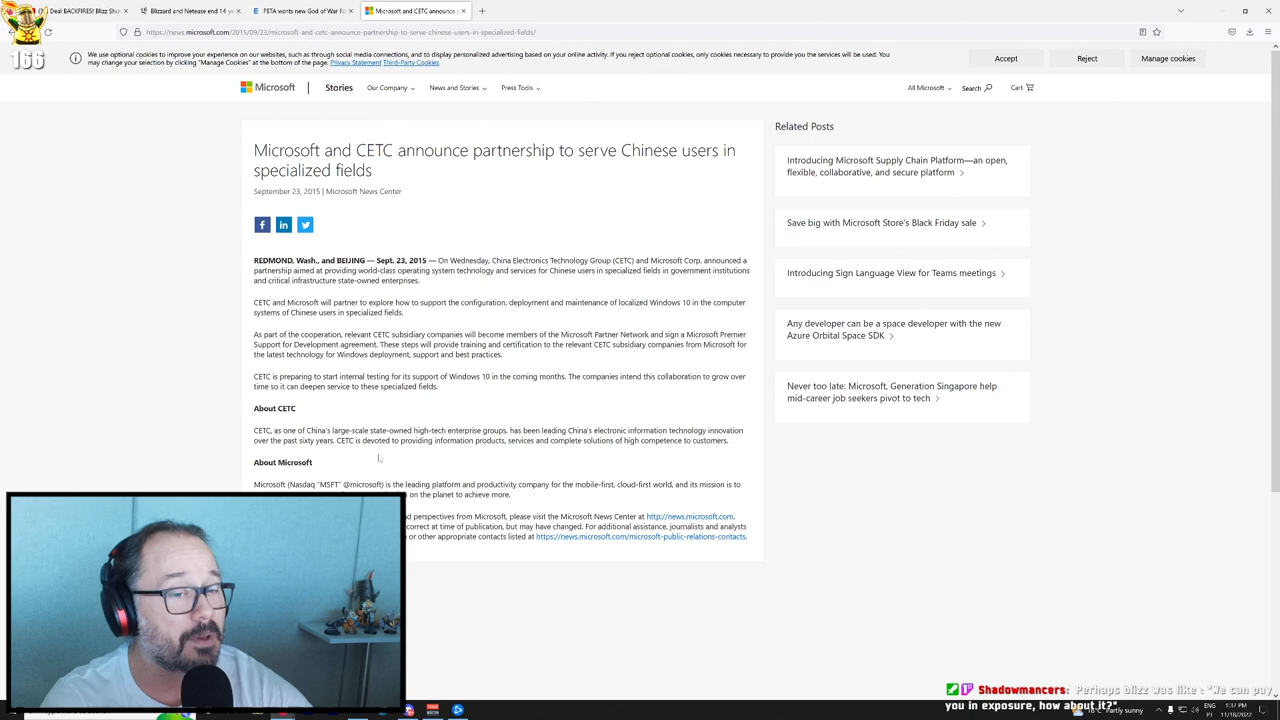 Deal BACKFIRES! Bliz Shu
Blizzard and Netease end 14-ye
PETA wants new God of War Ra
Microsoft and CETC announce p
https://news.microsoft.com/2015/09/23/microsoft-and-cetc-announce-partnership-to-serve-chinese-users-in-specialized-fields/
166
We use optional cookies to improve your experience on our websites, such as through social media connections, and to display personalized advertising based on your online activity. If you reject optional cookies, only cookies necessary to provide you the services will be used. You
may change your selection by clicking "Manage Cookies" at the bottom of the page. Privacy Statement Third-Party Cookies
Accept
Reject
Manage cookies
Microsoft
Stories
Our Company
News and Stories
Press Tools
All Microsoft
Search
Cart
Microsoft and CETC announce partnership to serve Chinese users in
specialized fields
September 23, 2015 | Microsoft News Center
REDMOND, Wash., and BEIJING — Sept. 23, 2015 — On Wednesday, China Electronics Technology Group (CETC) and Microsoft Corp. announced a
partnership aimed at providing world-class operating system technology and services for Chinese users in specialized fields in government institutions
and critical infrastructure state-owned enterprises.
CETC and Microsoft will partner to explore how to support the configuration, deployment and maintenance of localized Windows 10 in the computer
systems of Chinese users in specialized fields.
As part of the cooperation, relevant CETC subsidiary companies will become members of the Microsoft Partner Network and sign a Microsoft Premier
Support for Development agreement. These steps will provide training and certification to the relevant CETC subsidiary companies from Microsoft for
the latest technology for Windows deployment, support and best practices.
CETC is preparing to start internal testing for its support of Windows 10 in the coming months. The companies intend this collaboration to grow over
time so it can deepen service to these specialized fields.
About CETC
CETC, as one of China's large-scale state-owned high-tech enterprise groups, has been leading China's electronic information technology innovation
over the past sixty years. CETC is devoted to providing information products, services and complete solutions of high competence to customers.
About Microsoft
Microsoft (Nasdaq "MSFT" @microsoft) is the leading platform and productivity company for the mobile-first, cloud-first world, and its mission is to
on the planet to achieve more.
nd perspectives from Microsoft, please visit the Microsoft News Center at http://news.microsoft.com.
correct at time of publication, but may have changed. For additional assistance, journalists and analysts
or other appropriate contacts listed at https://news.microsoft.com/microsoft-public-relations-contacts.
Related Posts
Introducing Microsoft Supply Chain Platform—an open,
flexible, collaborative, and secure platform
Save big with Microsoft Store's Black Friday sale
Introducing Sign Language View for Teams meetings
Any developer can be a space developer with the new
Azure Orbital Space SDK
Never too late: Microsoft, Generation Singapore help
mid-career job seekers pivot to tech
Shadowmancers: Perhaps blizz was like : "We can pay
you in exposure, how about it?"
18°C Partly sunny
ENG
PT
1:37 PM
11/18/2022